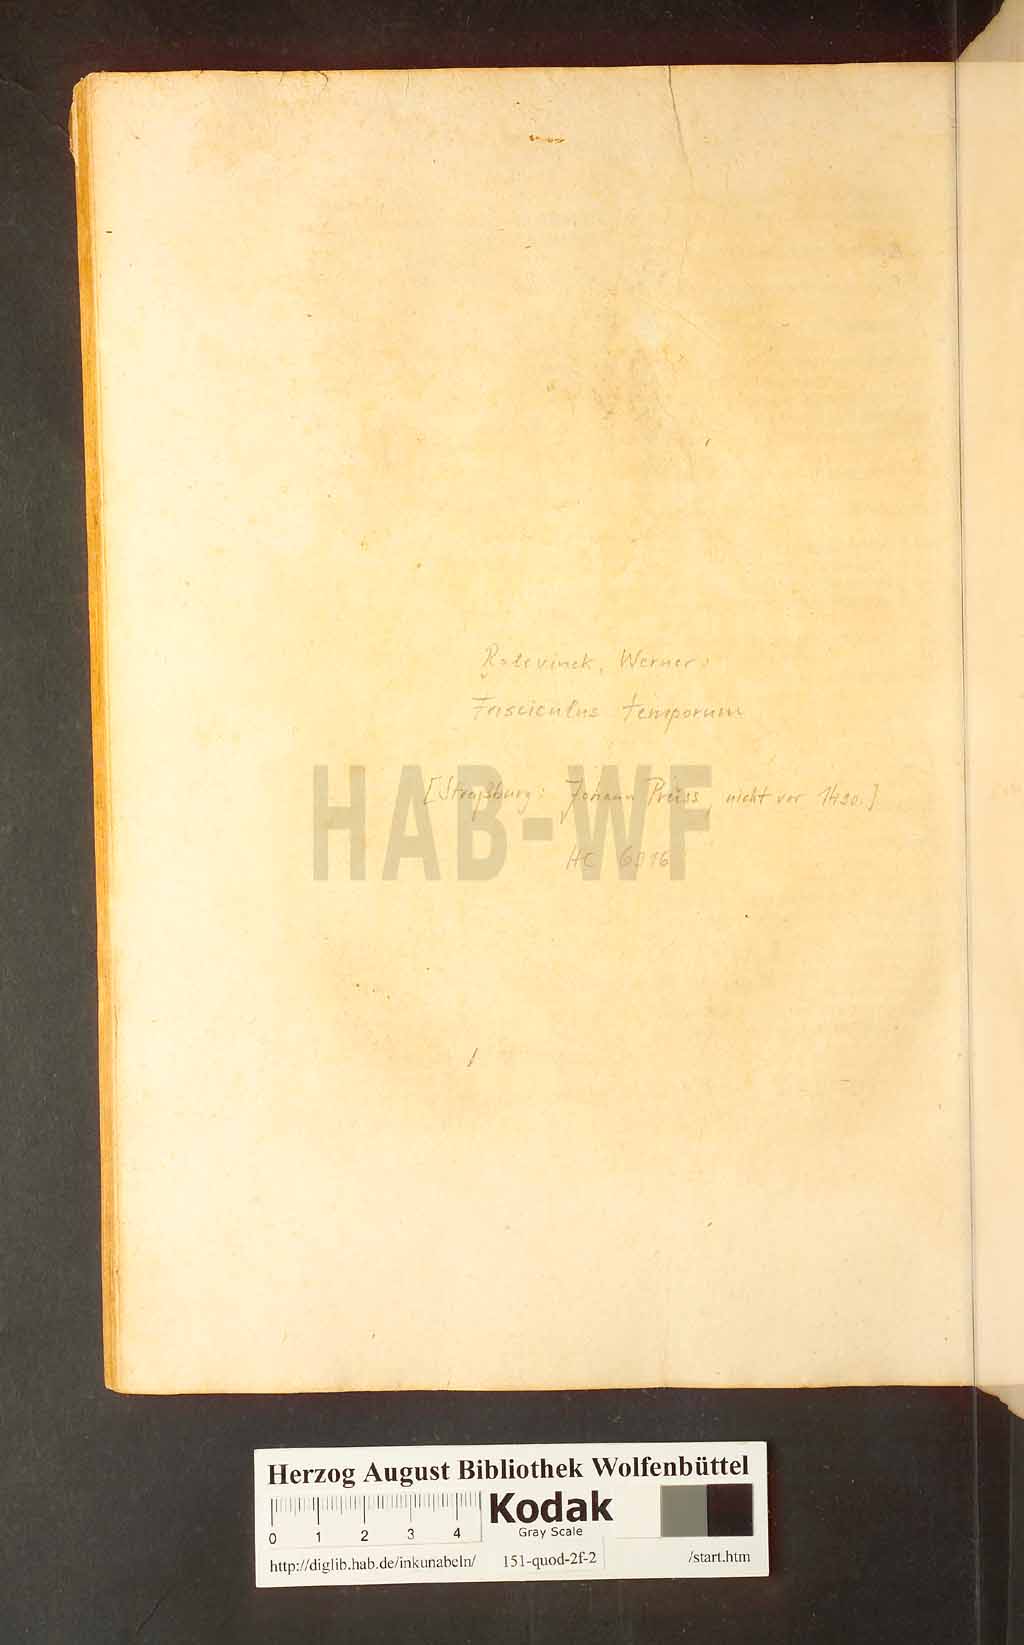 Rolevinck, Werner:
Fasciculus temporum
[Straßburg: Johann Prüss nicht vor 1490.]
HC 6916
HAB-WF
Herzog August Bibliothek Wolfenbüttel
Kodak
Gray Scale
0 1 2 3 4
http://diglib.hab.de/inkunabeln/ 151-quod-2f-2 /start.htm